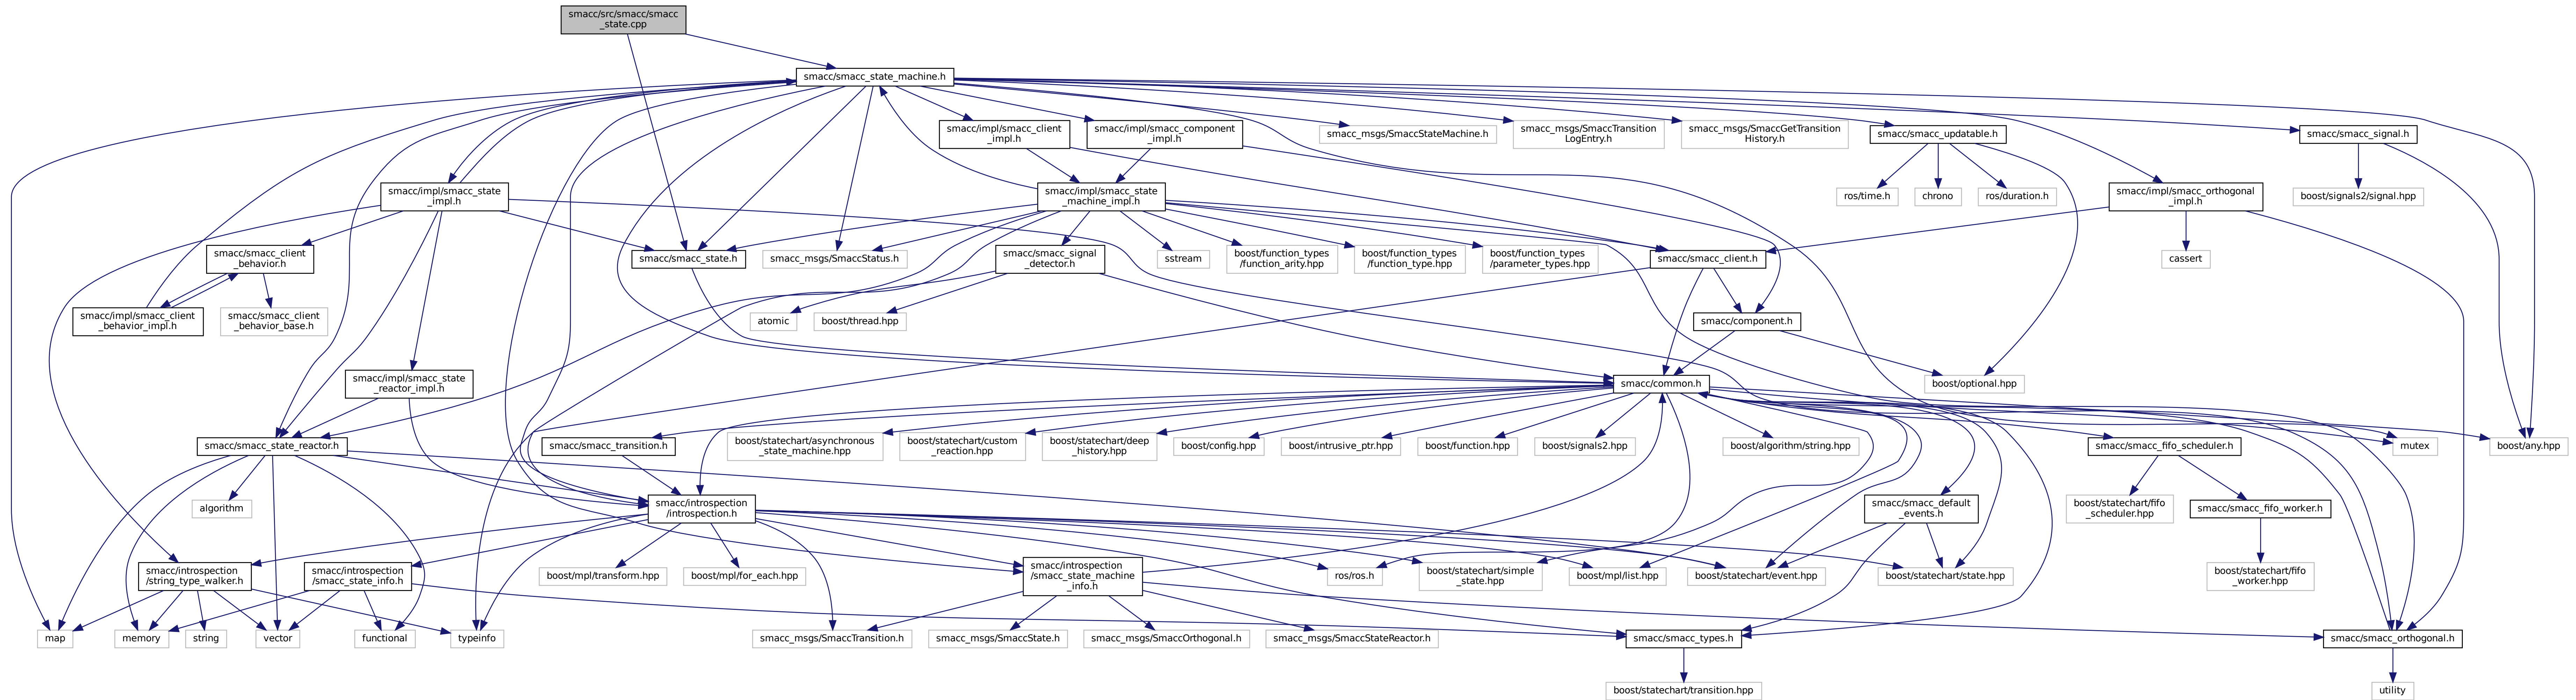 smacc/src/smacc/smacc
_state.cpp
smacc/smacc_state_machine.h
smacc/impl/smacc_client
_impl.h
smacc/impl/smacc_component
_impl.h
smacc_msgs/SmaccStateMachine.h
smacc_msgs/SmaccTransition
LogEntry.h
smacc_msgs/SmaccGetTransition
History.h
smacc/smacc_updatable.h
smacc/smacc_signal.h
smacc/impl/smacc_state
_impl.h
smacc/impl/smacc_state
_machine_impl.h
ros/time.h
chrono
ros/duration.h
smacc/impl/smacc_orthogonal
_impl.h
boost/signals2/signal.hpp
smacc/smacc_client
_behavior.h
smacc/smacc_state.h
smacc_msgs/SmaccStatus.h
smacc/smacc_signal
_detector.h
sstream
boost/function_types
/function_arity.hpp
boost/function_types
/function_type.hpp
boost/function_types
/parameter_types.hpp
smacc/smacc_client.h
cassert
smacc/impl/smacc_client
_behavior_impl.h
smacc/smacc_client
_behavior_base.h
atomic
boost/thread.hpp
smacc/component.h
smacc/impl/smacc_state
_reactor_impl.h
smacc/common.h
boost/optional.hpp
smacc/smacc_state_reactor.h
smacc/smacc_transition.h
boost/statechart/asynchronous
_state_machine.hpp
boost/statechart/custom
_reaction.hpp
boost/statechart/deep
_history.hpp
boost/config.hpp
boost/intrusive_ptr.hpp
boost/function.hpp
boost/signals2.hpp
boost/algorithm/string.hpp
smacc/smacc_fifo_scheduler.h
mutex
boost/any.hpp
algorithm
smacc/introspection
/introspection.h
smacc/smacc_default
_events.h
boost/statechart/fifo
_scheduler.hpp
smacc/smacc_fifo_worker.h
smacc/introspection
/string_type_walker.h
smacc/introspection
/smacc_state_info.h
boost/mpl/transform.hpp
boost/mpl/for_each.hpp
smacc/introspection
/smacc_state_machine
_info.h
ros/ros.h
boost/statechart/simple
_state.hpp
boost/mpl/list.hpp
boost/statechart/event.hpp
boost/statechart/state.hpp
boost/statechart/fifo
_worker.hpp
map
memory
string
vector
functional
typeinfo
smacc_msgs/SmaccTransition.h
smacc_msgs/SmaccState.h
smacc_msgs/SmaccOrthogonal.h
smacc_msgs/SmaccStateReactor.h
smacc/smacc_types.h
smacc/smacc_orthogonal.h
boost/statechart/transition.hpp
utility